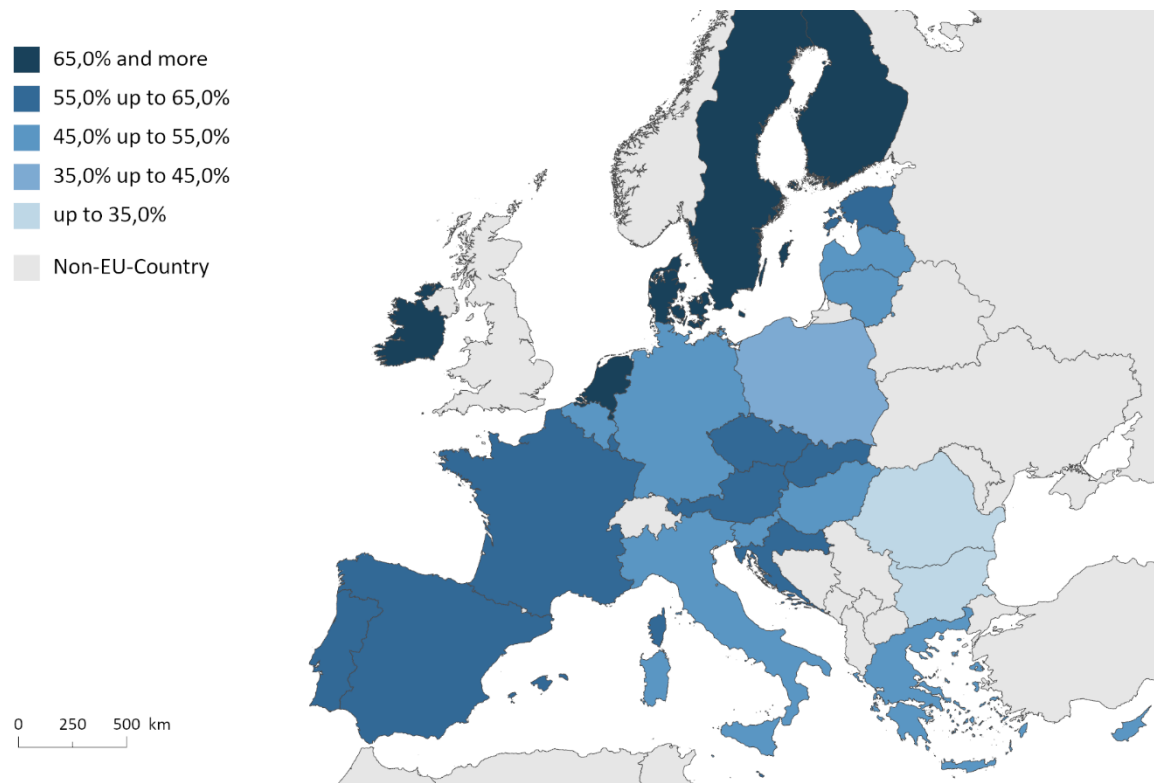 65,0% and more
55,0% up to 65,0%
45,0% up to 55,0%
35,0% up to 45,0%
up to 35,0%
Non-EU-Country
0 250 500 km